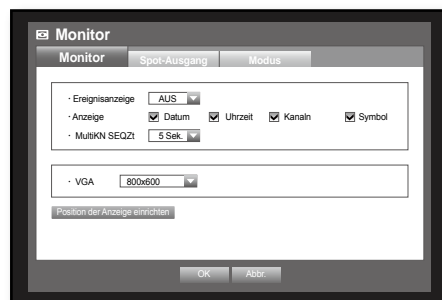 Monitor
Monitor Spot-Ausgang Modus
· Ereignisanzeige AUS
· Anzeige Datum Uhrzeit Kanaln Symbol
· MultiKN SEQZt 5 Sek.
· VGA 800x600
Position der Anzeige einrichten
OK Abbr.